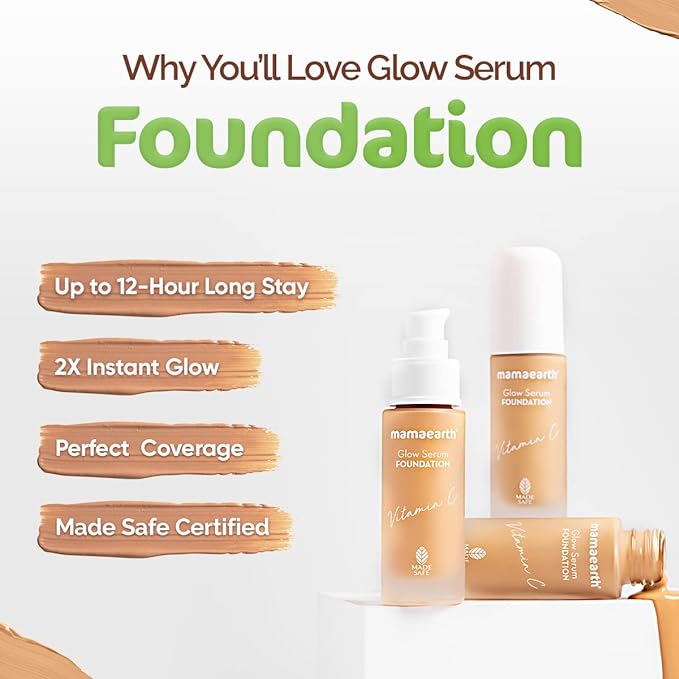 Why You'll Love Glow Serum
Foundation
Up to 12-Hour Long Stay
2X Instant Glow
Perfect Coverage
Made Safe Certified
mamaearth®
Glow Serum
FOUNDATION
Vitamin C
MADE
SAFE
mamaearth®
Glow Serum
FOUNDATION
Vitamin C
MADE
SAFE
mamaearth®
Glow Serum
FOUNDATION
Vitamin C
MADE
SAFE